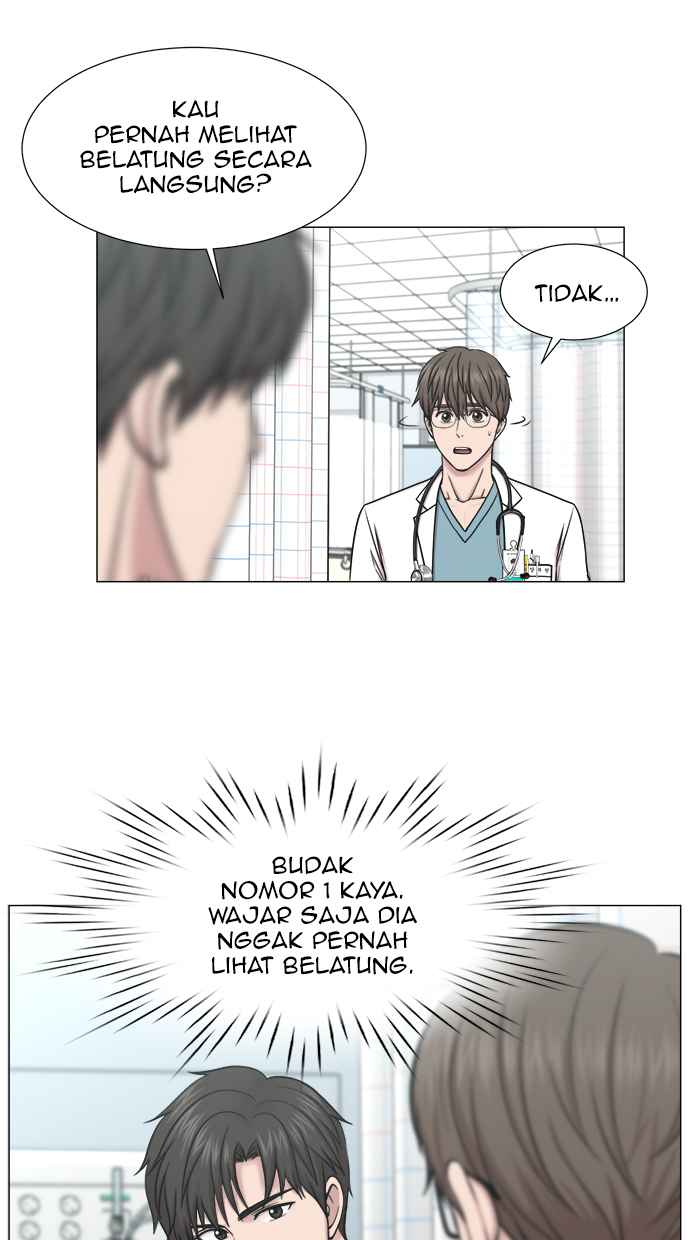 KAU
PERNAH MELIHAT
BELATUNG SECARA
LANGSUNG?
TIDAK...
BUDAK
NOMOR 1 KAYA.
WAJAR SAJA DIA
NGGAK PERNAH
LIHAT BELATUNG.